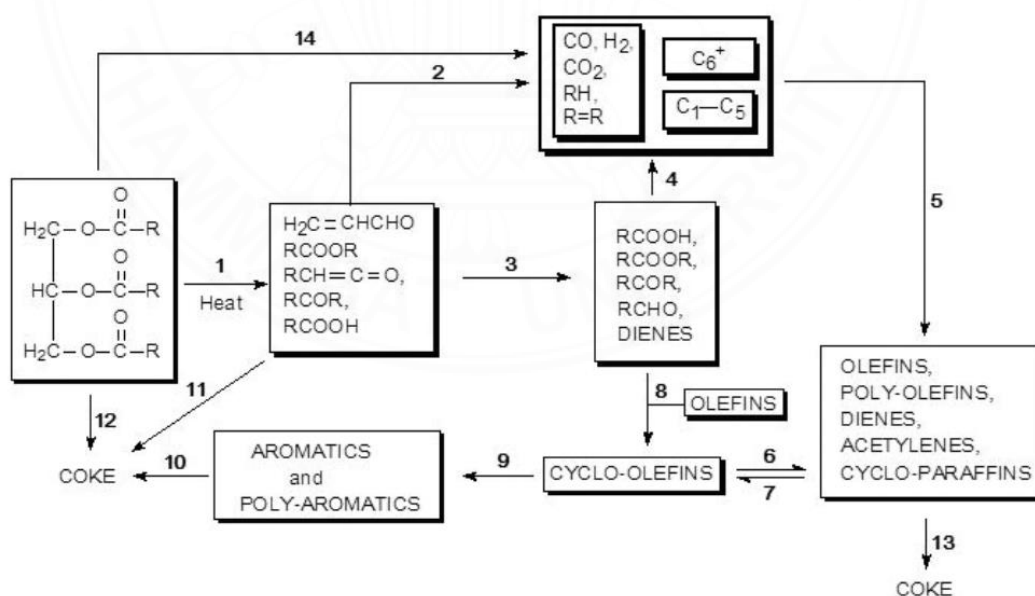 14
2
CO, H₂,
CO₂,
RH,
R=R
C₆⁺
C₁—C₅
4
5
O O O
H₂C—O—C—R
HC—O—C—R
H₂C—O—C—R
1
Heat
H₂C=CHCHO
RCOOR
RCH=C=O,
RCOR,
RCOOH
3
RCOOH,
RCOOR,
RCOR,
RCHO,
DIENES
11
12
8
OLEFINS
OLEFINS,
POLY-OLEFINS,
DIENES,
ACETYLENES,
CYCLO-PARAFFINS
COKE
10
AROMATICS
and
POLY-AROMATICS
9
CYCLO-OLEFINS
6
7
13
COKE
UNIVERSITY